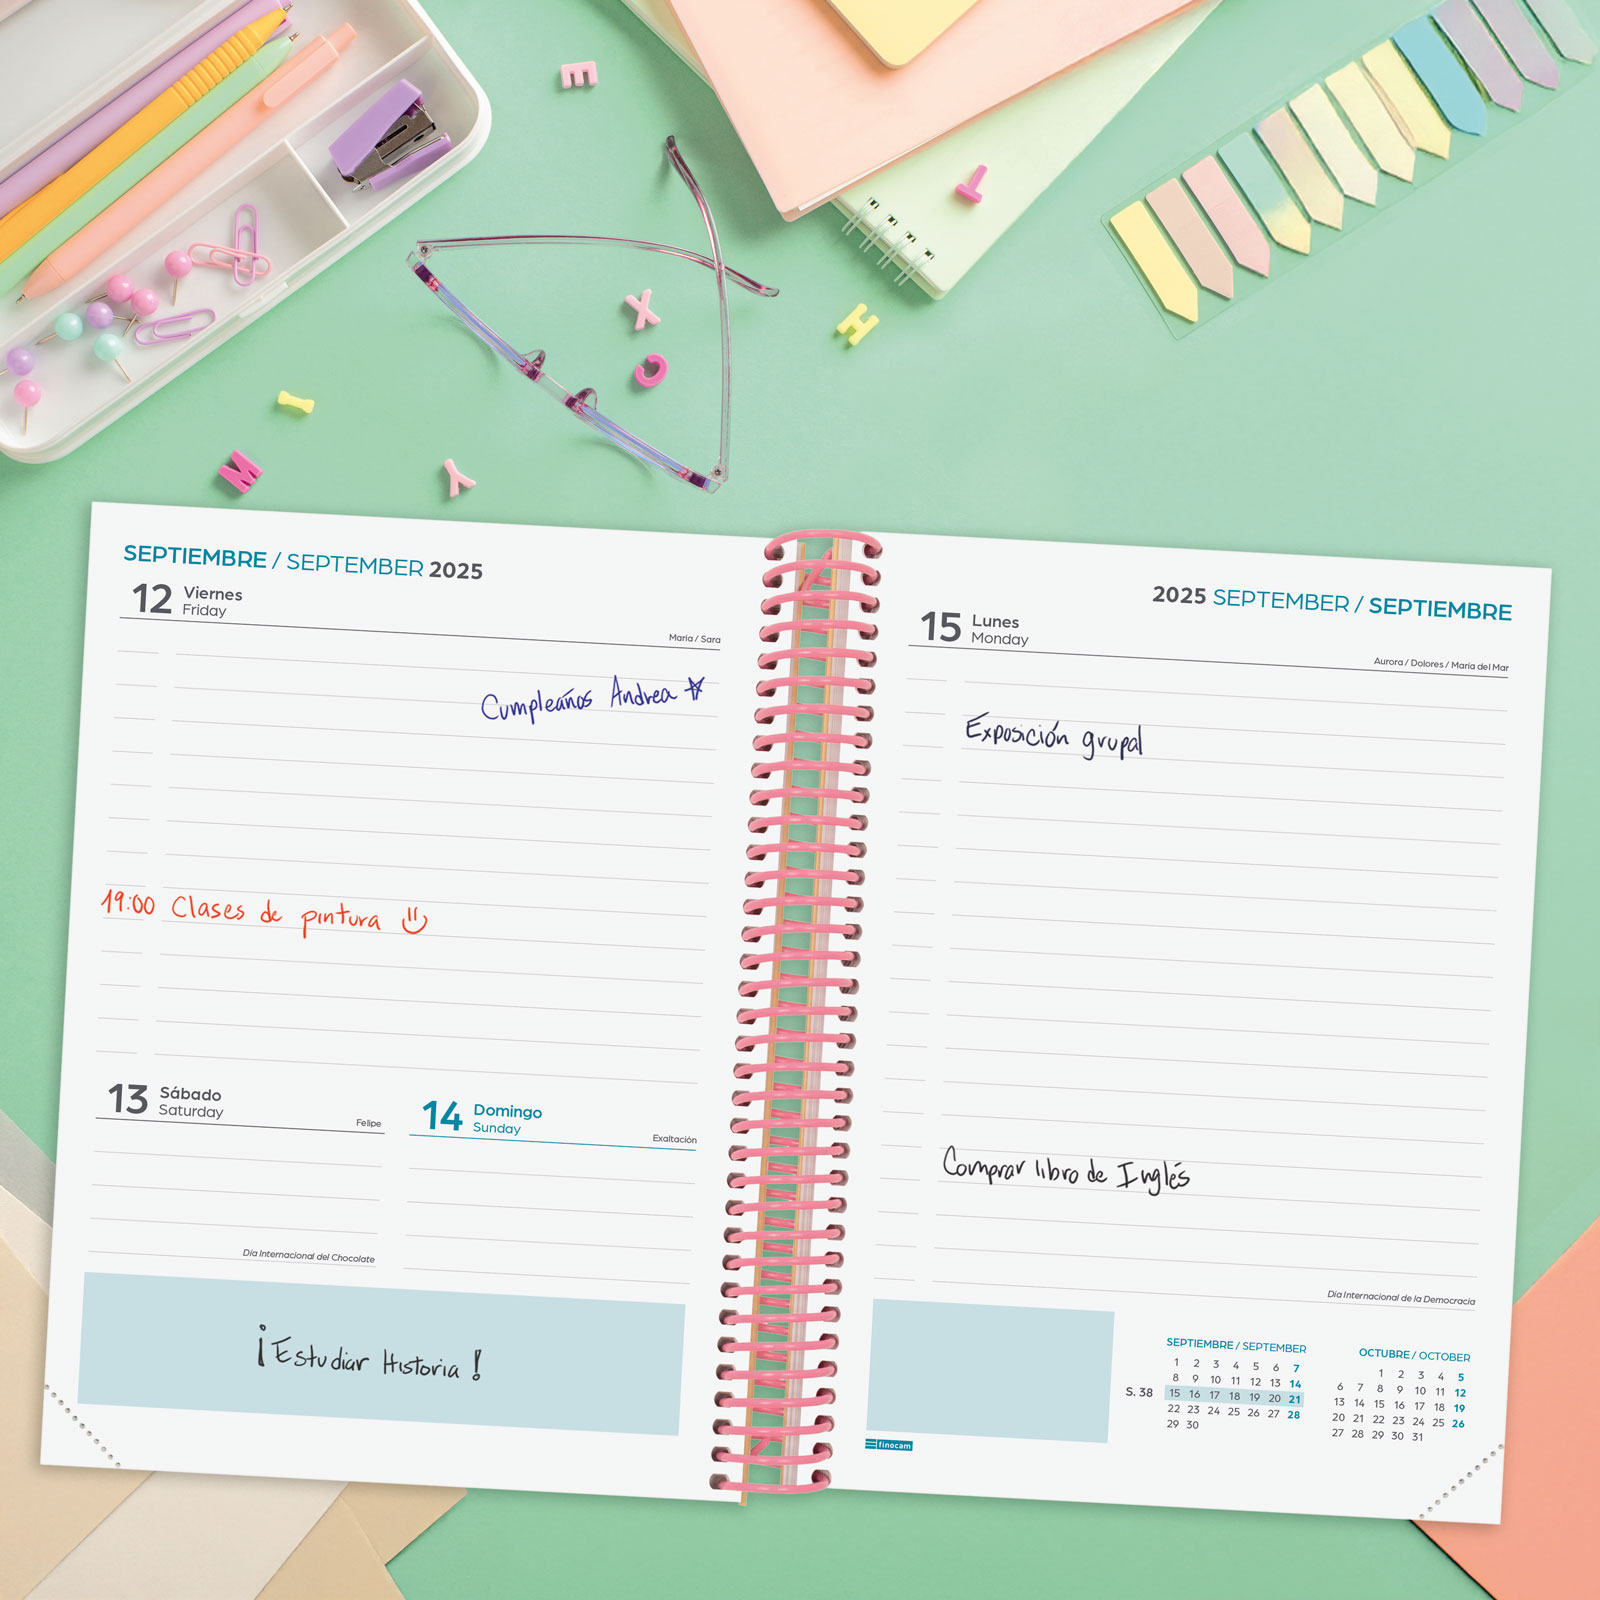 E
T
X
H
C
I
M
Y
SEPTIEMBRE / SEPTEMBER 2025
12 Viernes
Friday
María / Sara
Cumpleaños Andrea
19:00 Clases de pintura
13 Sábado
Saturday
Felipe
Día Internacional del Chocolate
14 Domingo
Sunday
Exaltación
¡Estudiar Historia!
2025 SEPTEMBER / SEPTIEMBRE
15 Lunes
Monday
Aurora / Dolores / María del Mar
Exposición grupal
Comprar libro de Inglés
Día Internacional de la Democracia
finocam
S. 38
SEPTIEMBRE / SEPTEMBER
1 2 3 4 5 6 7
8 9 10 11 12 13 14
15 16 17 18 19 20 21
22 23 24 25 26 27 28
29 30
OCTUBRE / OCTOBER
1 2 3 4 5
6 7 8 9 10 11 12
13 14 15 16 17 18 19
20 21 22 23 24 25 26
27 28 29 30 31